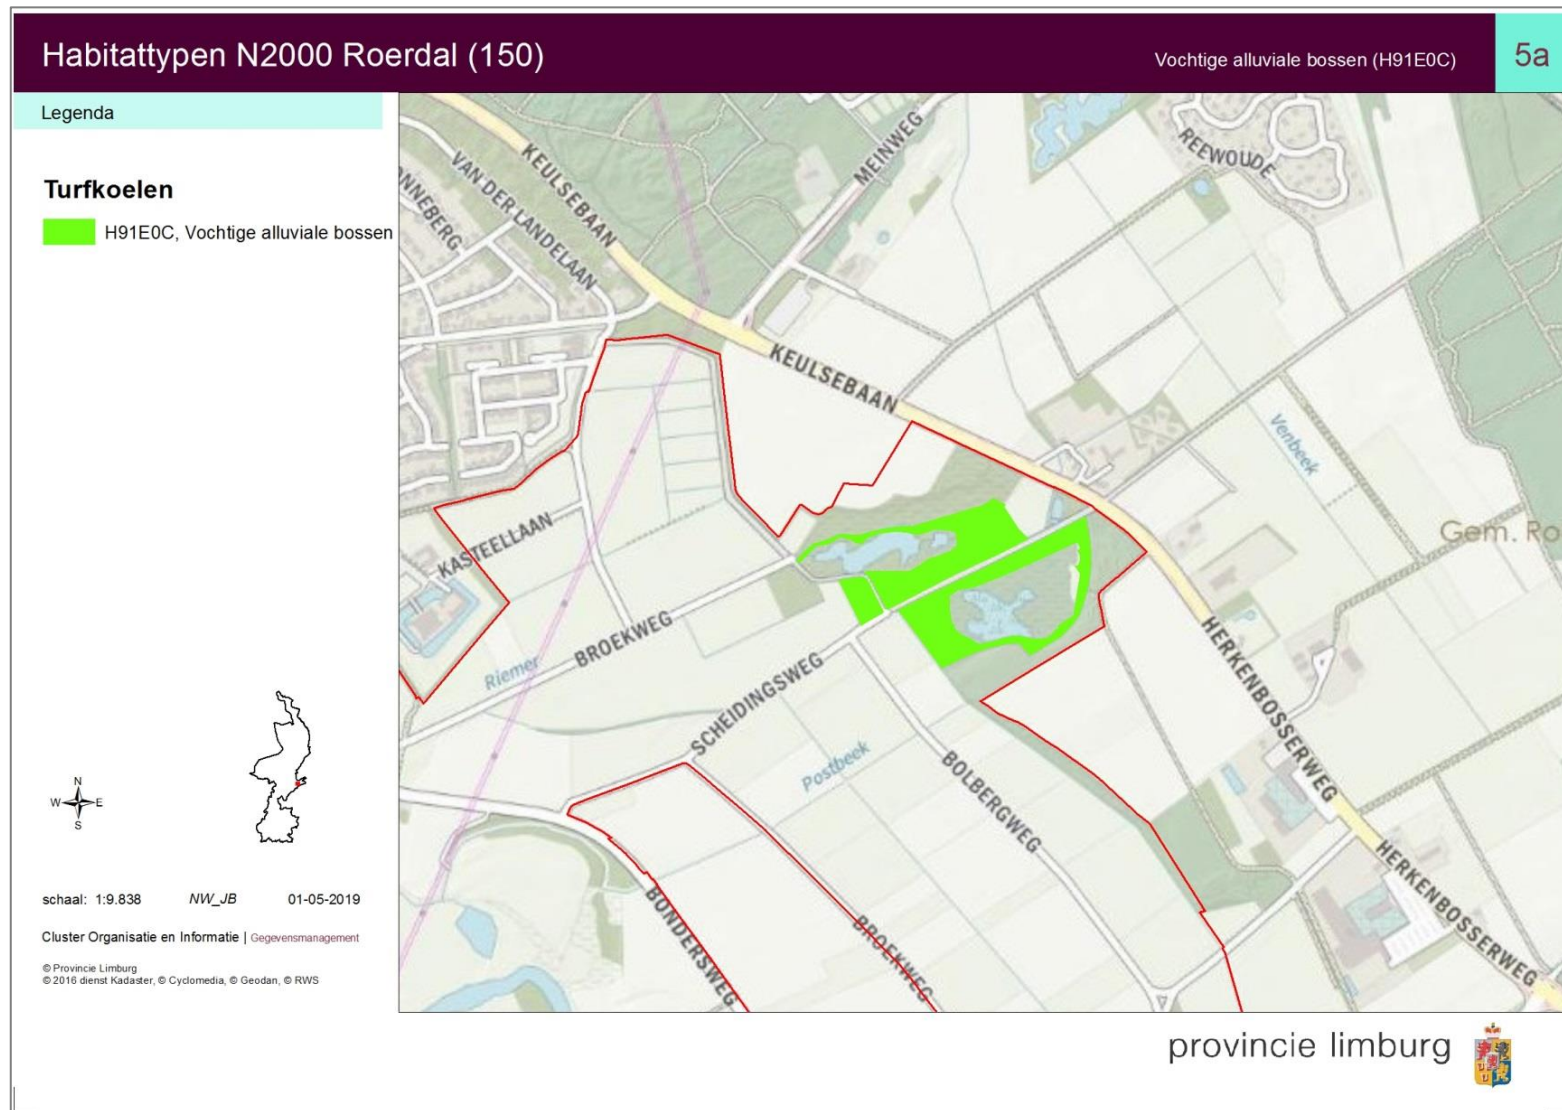 Habitattypen N2000 Roerdal (150)
Vochtige alluviale bossen (H91E0C)
5a
Legenda
Turfkoelen
H91E0C, Vochtige alluviale bossen
N
W
E
S
schaal: 1:9.838 NW_JB 01-05-2019
Cluster Organisatie en Informatie | Gegevensmanagement
© Provincie Limburg
© 2016 dienst Kadaster, © Cyclomedia, © Geodan, © RWS
VAN DER LANDELAAN
KEULSEBAAN
MEINWEG
REEWOUDE
KEULSEBAAN
Venbeek
Gem. Ro
KASTEELLAAN
BROEKWEG
Riemer
SCHEIDINGSWEG
Postbeek
BOLBERGWEG
HERKENBOSSERWEG
HERKENBOSSERWEG
BONDERSWEG
BROEKWEG
provincie limburg